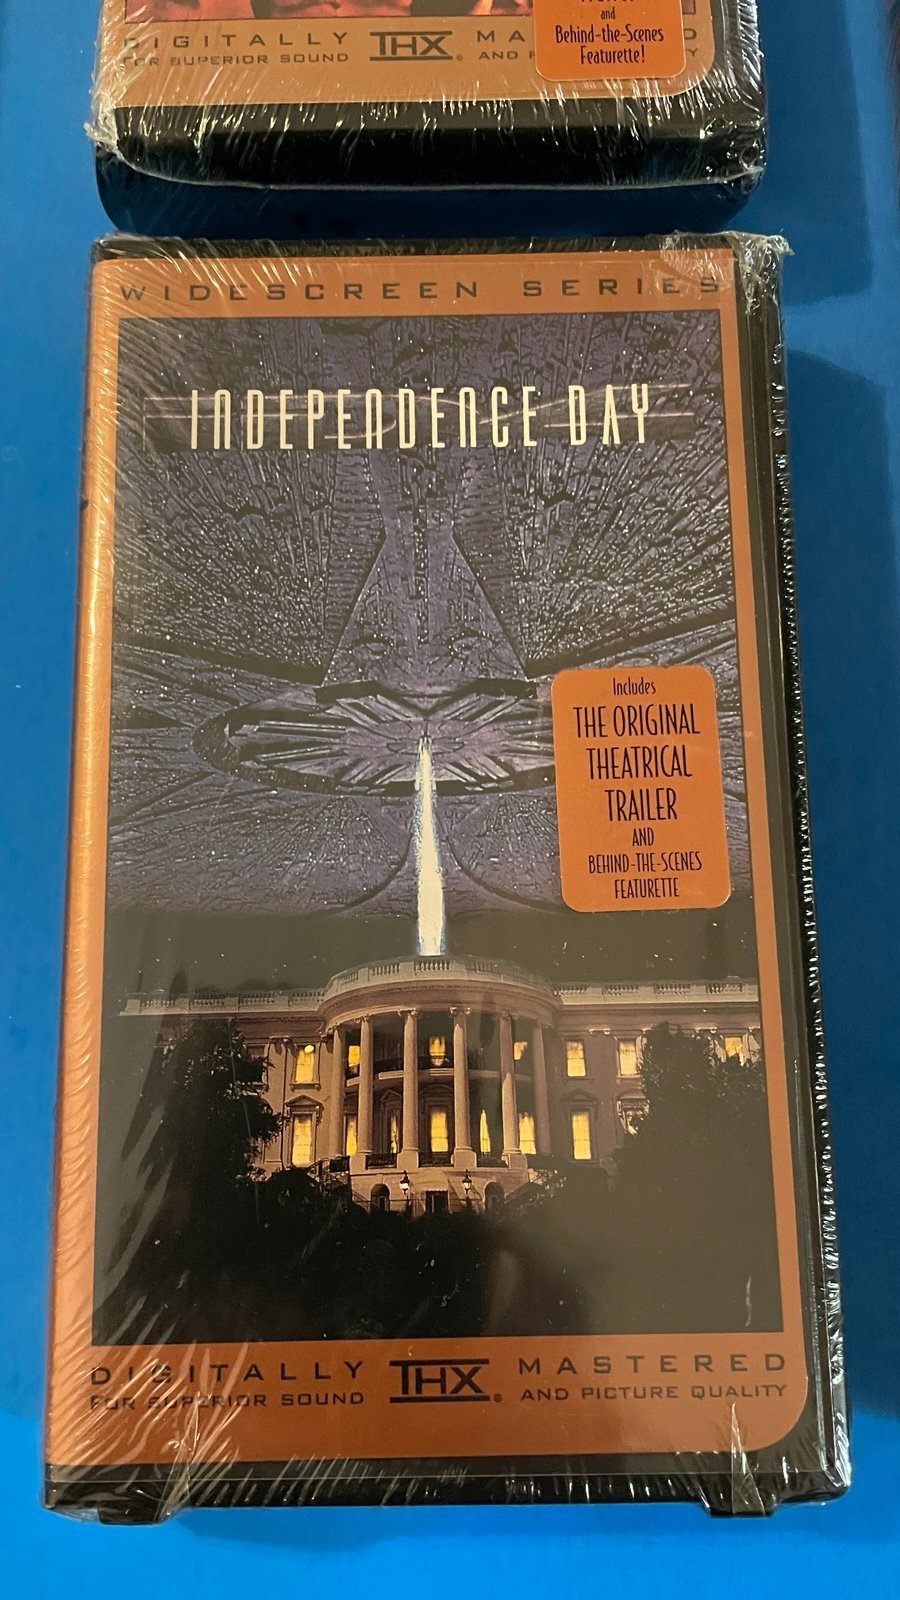 and
Behind-the-Scenes
Featurette!
DIGITALLY THX
FOR SUPERIOR SOUND AND
WIDESCREEN SERIES
INDEPENDENCE DAY
Includes
THE ORIGINAL
THEATRICAL
TRAILER
AND
BEHIND-THE-SCENES
FEATURETTE
DIGITALLY THX MASTERED
FOR SUPERIOR SOUND AND PICTURE QUALITY